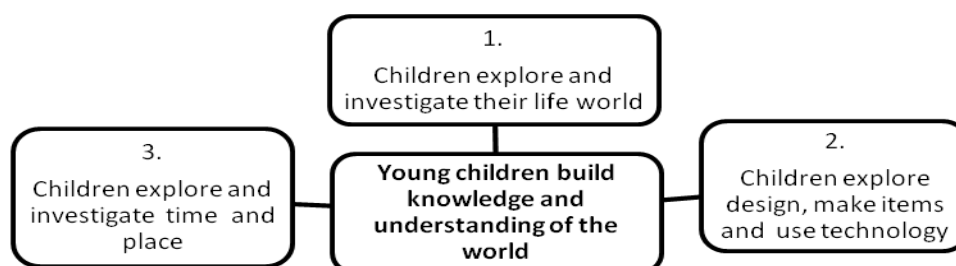 1.
Children explore and
investigate their life world
2.
Children explore
design, make items
and use technology
3.
Children explore and
investigate time and
place
Young children build
knowledge and
understanding of the
world